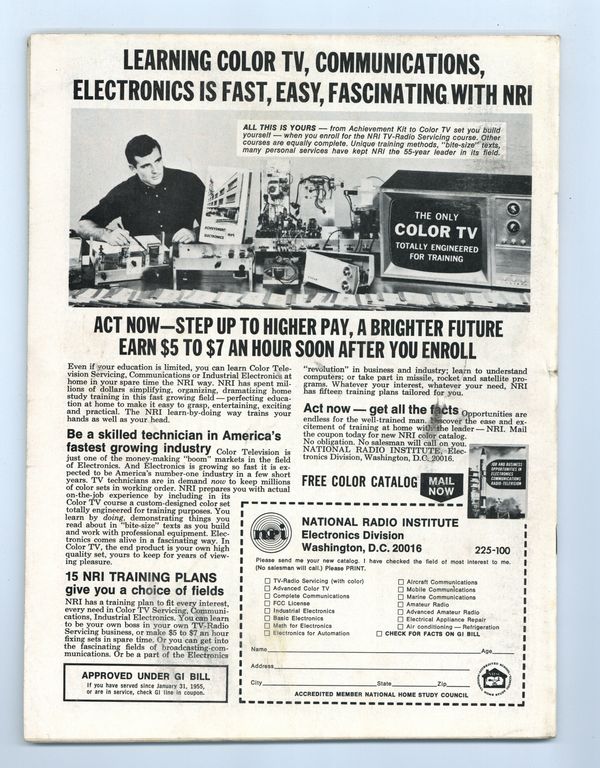 LEARNING COLOR TV, COMMUNICATIONS,
ELECTRONICS IS FAST, EASY, FASCINATING WITH NRI
ALL THIS IS YOURS — from Achievement Kit to Color TV set you build
yourself — when you enroll for the NRI TV-Radio Servicing course. Other
courses are equally complete. Unique training methods, "bite-size" texts,
many personal services have kept NRI the 55-year leader in its field.
ACHIEVEMENT
ELECTRONICS
THE ONLY
COLOR TV
TOTALLY ENGINEERED
FOR TRAINING
ACT NOW—STEP UP TO HIGHER PAY, A BRIGHTER FUTURE
EARN $5 TO $7 AN HOUR SOON AFTER YOU ENROLL
Even if your education is limited, you can learn Color Tele-
vision Servicing, Communications or Industrial Electronics at
home in your spare time the NRI way. NRI has spent mil-
lions of dollars simplifying, organizing, dramatizing home
study training in this fast growing field — perfecting educa-
tion at home to make it easy to grasp, entertaining, exciting
and practical. The NRI learn-by-doing way trains your
hands as well as your head.
Be a skilled technician in America's
fastest growing industry Color Television is
just one of the money-making "boom" markets in the field
of Electronics. And Electronics is growing so fast it is ex-
pected to be America's number-one industry in a few short
years. TV technicians are in demand now to keep millions
of color sets in working order. NRI prepares you with actual
on-the-job experience by including in its
Color TV course a custom-designed color set
totally engineered for training purposes. You
learn by doing, demonstrating things you
read about in "bite-size" texts as you build
and work with professional equipment. Elec-
tronics comes alive in a fascinating way. In
Color TV, the end product is your own high
quality set, yours to keep for years of view-
ing pleasure.
15 NRI TRAINING PLANS
give you a choice of fields
NRI has a training plan to fit every interest,
every need in Color TV Servicing, Communi-
cations, Industrial Electronics. You can learn
to be your own boss in your own TV-Radio
Servicing business, or make $5 to $7 an hour
fixing sets in spare time. Or you can get into
the fascinating fields of broadcasting-com-
munications. Or be a part of the Electronics
APPROVED UNDER GI BILL
If you have served since January 31, 1955,
or are in service, check GI line in coupon.
"revolution" in business and industry; learn to understand
computers; or take part in missile, rocket and satellite pro-
grams. Whatever your interest, whatever your need, NRI
has fifteen training plans tailored for you.
Act now — get all the facts Opportunities are
endless for the well-trained man. Discover the ease and ex-
citement of training at home with the leader — NRI. Mail
the coupon today for new NRI color catalog.
No obligation. No salesman will call on you.
NATIONAL RADIO INSTITUTE, Elec-
tronics Division, Washington, D.C. 20016.
FREE COLOR CATALOG
MAIL
NOW
JOB AND BUSINESS
OPPORTUNITIES IN
ELECTRONICS
COMMUNICATIONS
RADIO-TELEVISION
nri
NATIONAL RADIO INSTITUTE
Electronics Division
Washington, D.C. 20016
225-100
Please send me your new catalog. I have checked the field of most interest to me.
(No salesman will call.) Please PRINT.
TV-Radio Servicing (with color)
Advanced Color TV
Complete Communications
FCC License
Industrial Electronics
Basic Electronics
Math for Electronics
Electronics for Automation
Aircraft Communications
Mobile Communications
Marine Communications
Amateur Radio
Advanced Amateur Radio
Electrical Appliance Repair
Air conditioning — Refrigeration
CHECK FOR FACTS ON GI BILL
Name Age
Address
City State Zip
ACCREDITED MEMBER NATIONAL HOME STUDY COUNCIL